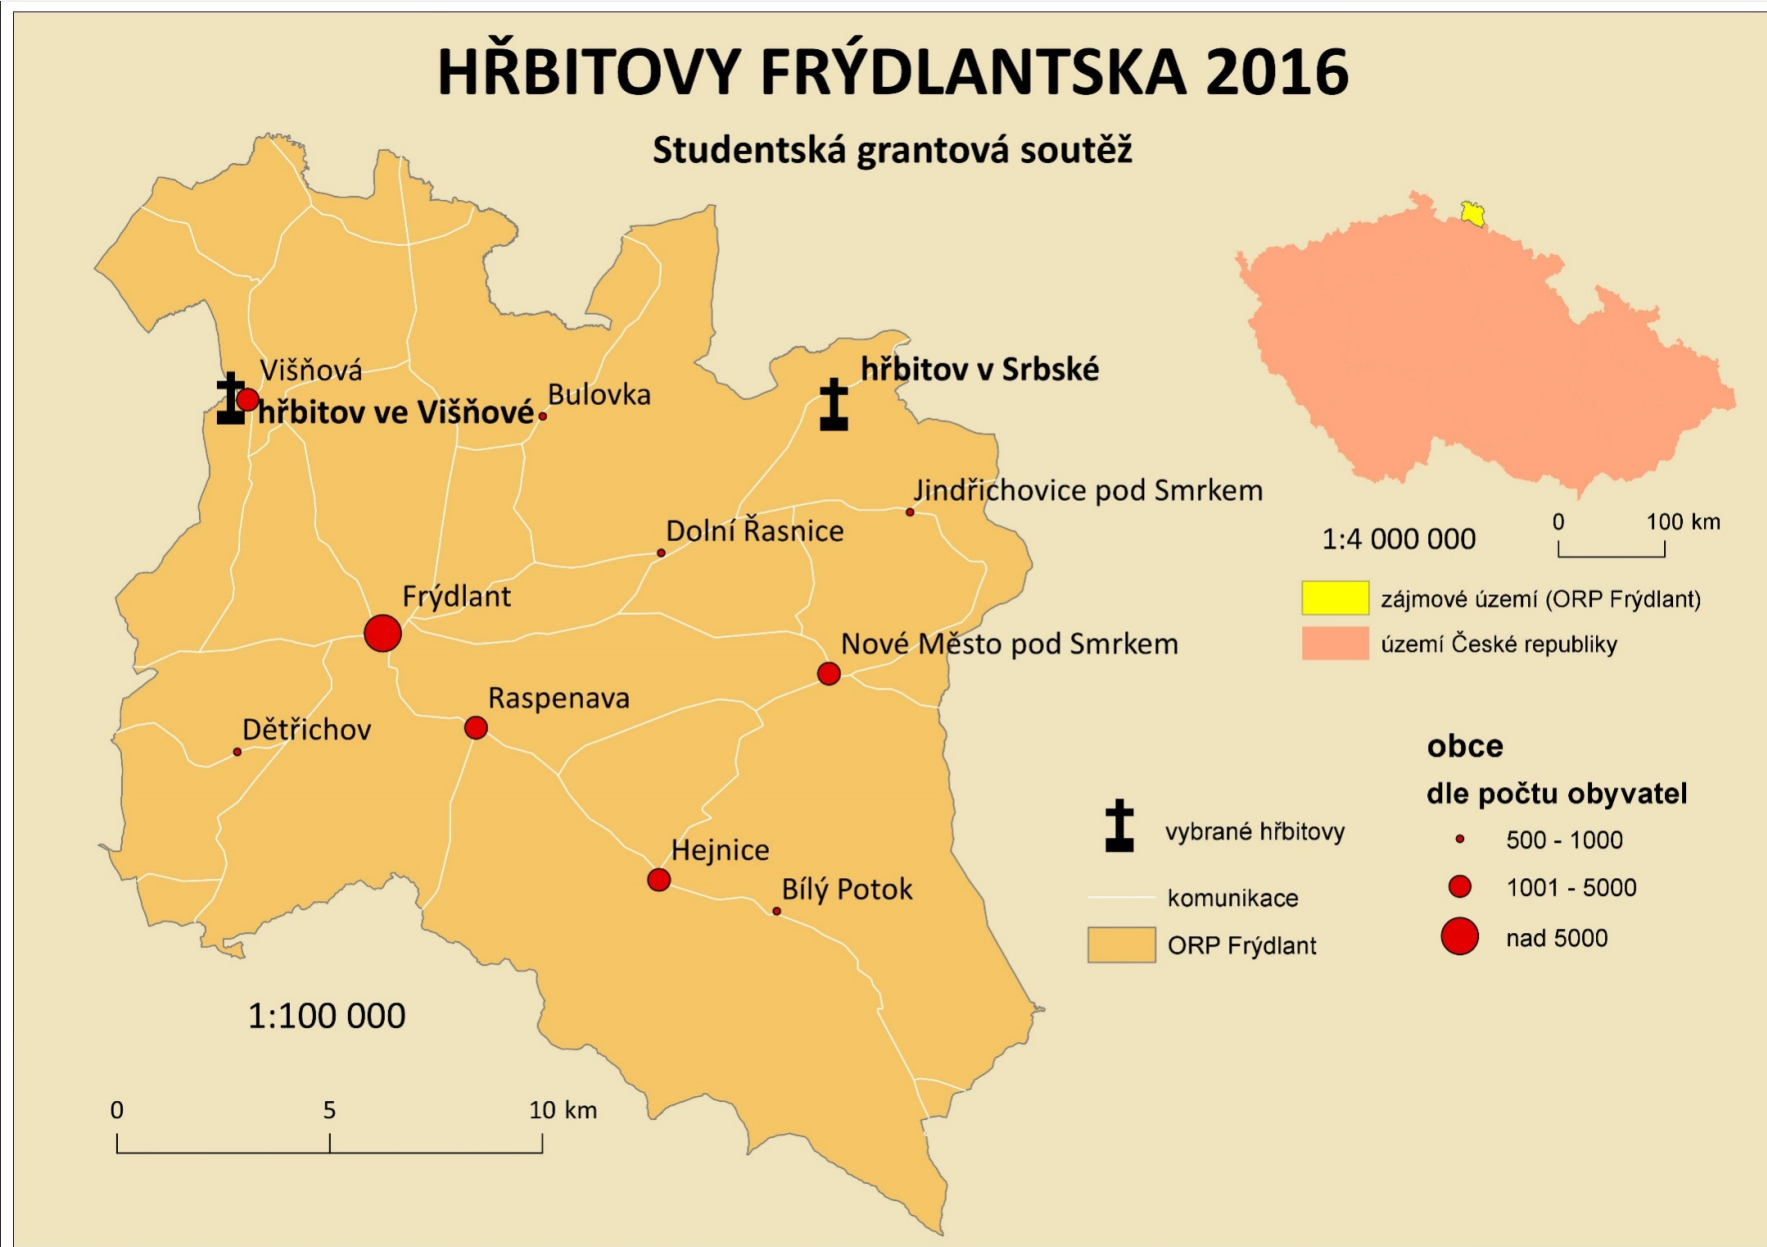 HŘBITOVY FRÝDLANTSKA 2016
Studentská grantová soutěž
Višňová
hřbitov ve Višňové
Bulovka
hřbitov v Srbské
Jindřichovice pod Smrkem
Dolní Řasnice
Frýdlant
Nové Město pod Smrkem
Raspenava
Dětřichov
Hejnice
Bílý Potok
1:100 000
0 5 10 km
1:4 000 000
0 100 km
zájmové území (ORP Frýdlant)
území České republiky
vybrané hřbitovy
komunikace
ORP Frýdlant
obce
dle počtu obyvatel
500 - 1000
1001 - 5000
nad 5000